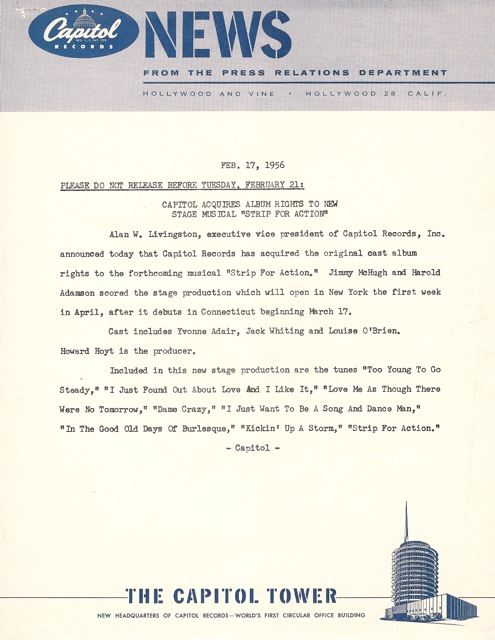 Capitol
RECORDS
NEWS
FROM THE PRESS RELATIONS DEPARTMENT
HOLLYWOOD AND VINE • HOLLYWOOD 28 CALIF.
FEB. 17, 1956
PLEASE DO NOT RELEASE BEFORE TUESDAY, FEBRUARY 21:
CAPITOL ACQUIRES ALBUM RIGHTS TO NEW
STAGE MUSICAL "STRIP FOR ACTION"
Alan W. Livingston, executive vice president of Capitol Records, Inc.
announced today that Capitol Records has acquired the original cast album
rights to the forthcoming musical "Strip For Action." Jimmy McHugh and Harold
Adamson scored the stage production which will open in New York the first week
in April, after it debuts in Connecticut beginning March 17.
Cast includes Yvonne Adair, Jack Whiting and Louise O'Brien.
Howard Hoyt is the producer.
Included in this new stage production are the tunes "Too Young To Go
Steady," "I Just Found Out About Love And I Like It," "Love Me As Though There
Were No Tomorrow," "Dame Crazy," "I Just Want To Be A Song And Dance Man,"
"In The Good Old Days Of Burlesque," "Kickin' Up A Storm," "Strip For Action."
- Capitol -
THE CAPITOL TOWER
NEW HEADQUARTERS OF CAPITOL RECORDS—WORLD'S FIRST CIRCULAR OFFICE BUILDING